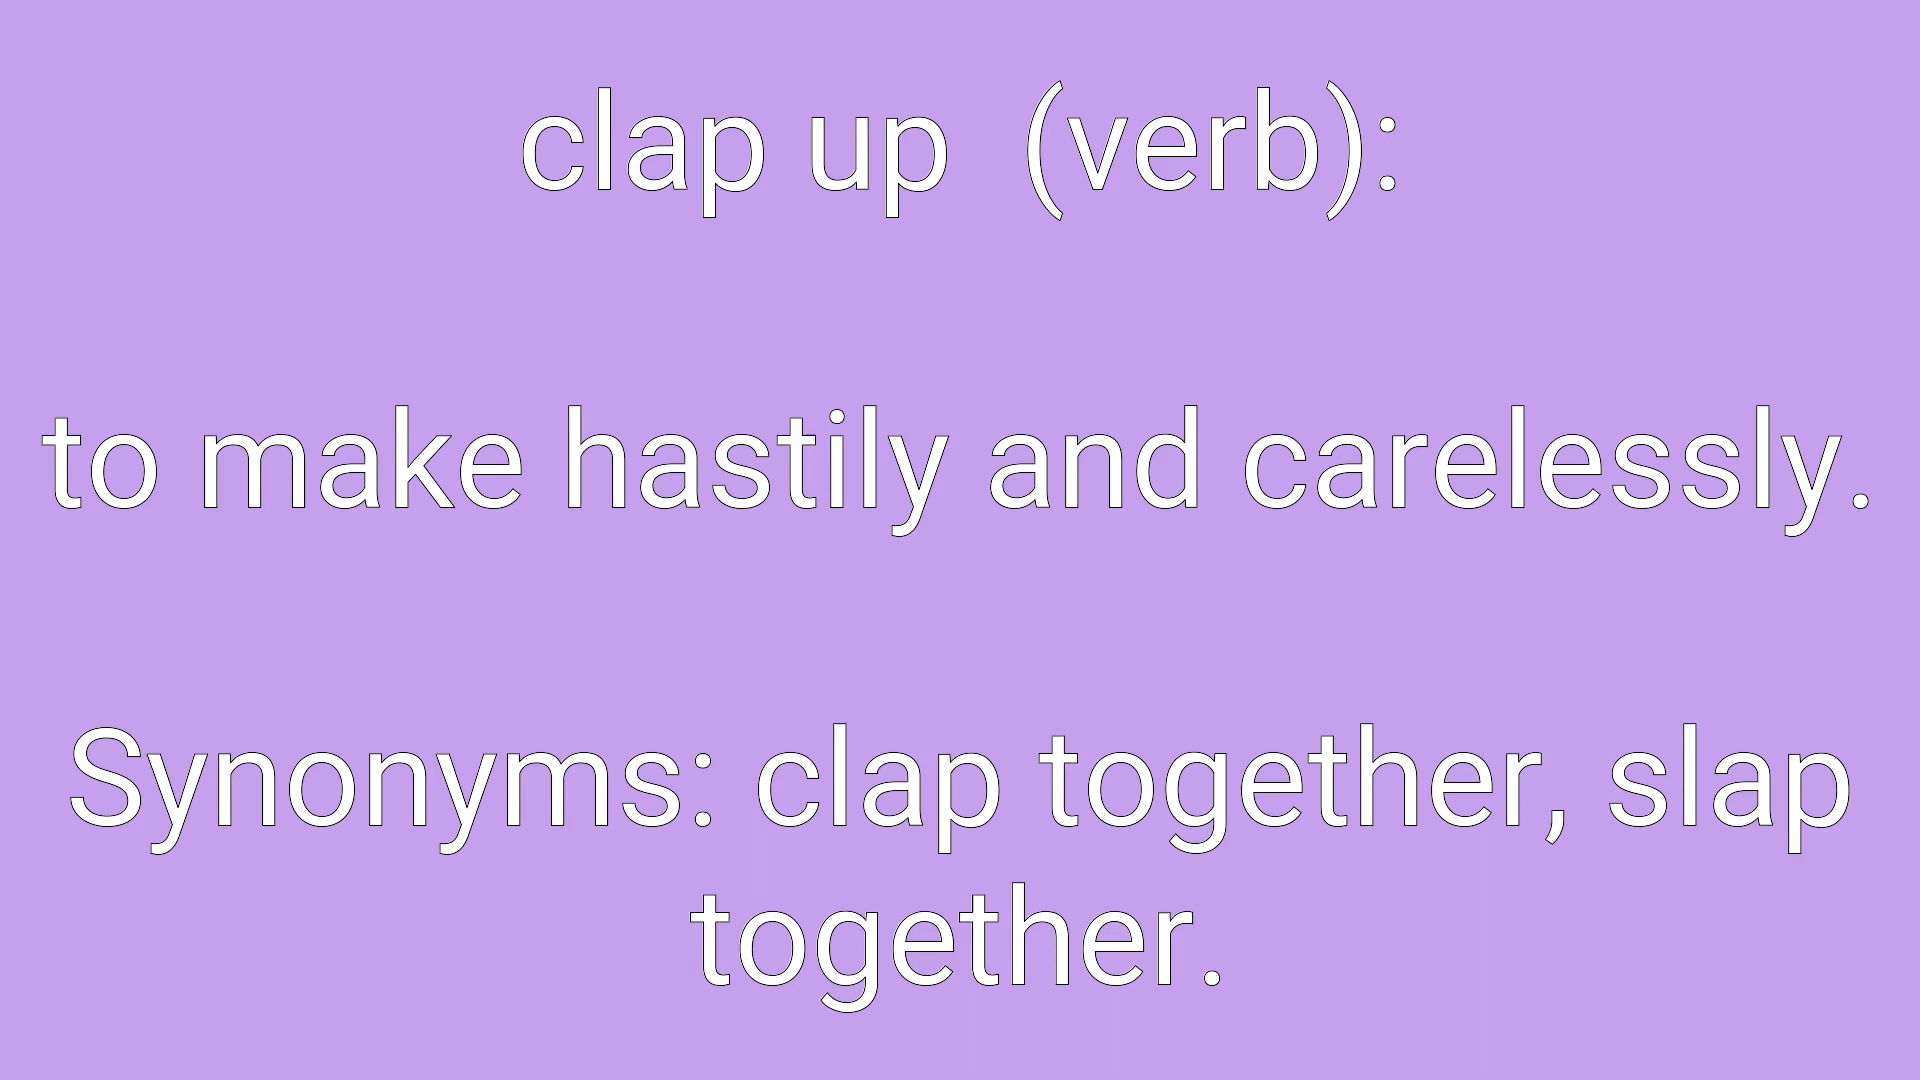 clap up  (verb):
to make hastily and carelessly.
Synonyms: clap together, slap
together.